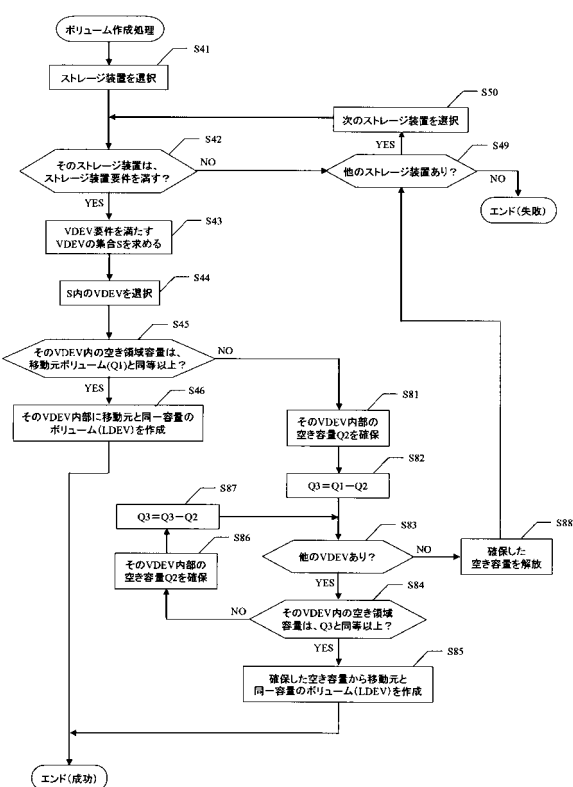 ボリューム作成処理
S41
ストレージ装置を選択
S50
次のストレージ装置を選択
S42
そのストレージ装置は、
ストレージ装置要件を満す?
NO
YES
S49
他のストレージ装置あり?
YES
NO
エンド(失敗)
S43
VDEV要件を満たす
VDEVの集合Sを求める
S44
S内のVDEVを選択
S45
そのVDEV内の空き領域容量は、
移動元ボリューム(Q1)と同等以上?
NO
YES
S46
そのVDEV内部に移動元と同一容量の
ボリューム(LDEV)を作成
S81
そのVDEV内部の
空き容量Q2を確保
S82
Q3=Q1-Q2
S87
Q3=Q3-Q2
S83
他のVDEVあり?
NO
YES
S88
確保した
空き容量を解放
S86
そのVDEV内部の
空き容量Q2を確保
S84
そのVDEV内の空き領域
容量は、Q3と同等以上?
NO
YES
S85
確保した空き容量から移動元と
同一容量のボリューム(LDEV)を作成
エンド(成功)